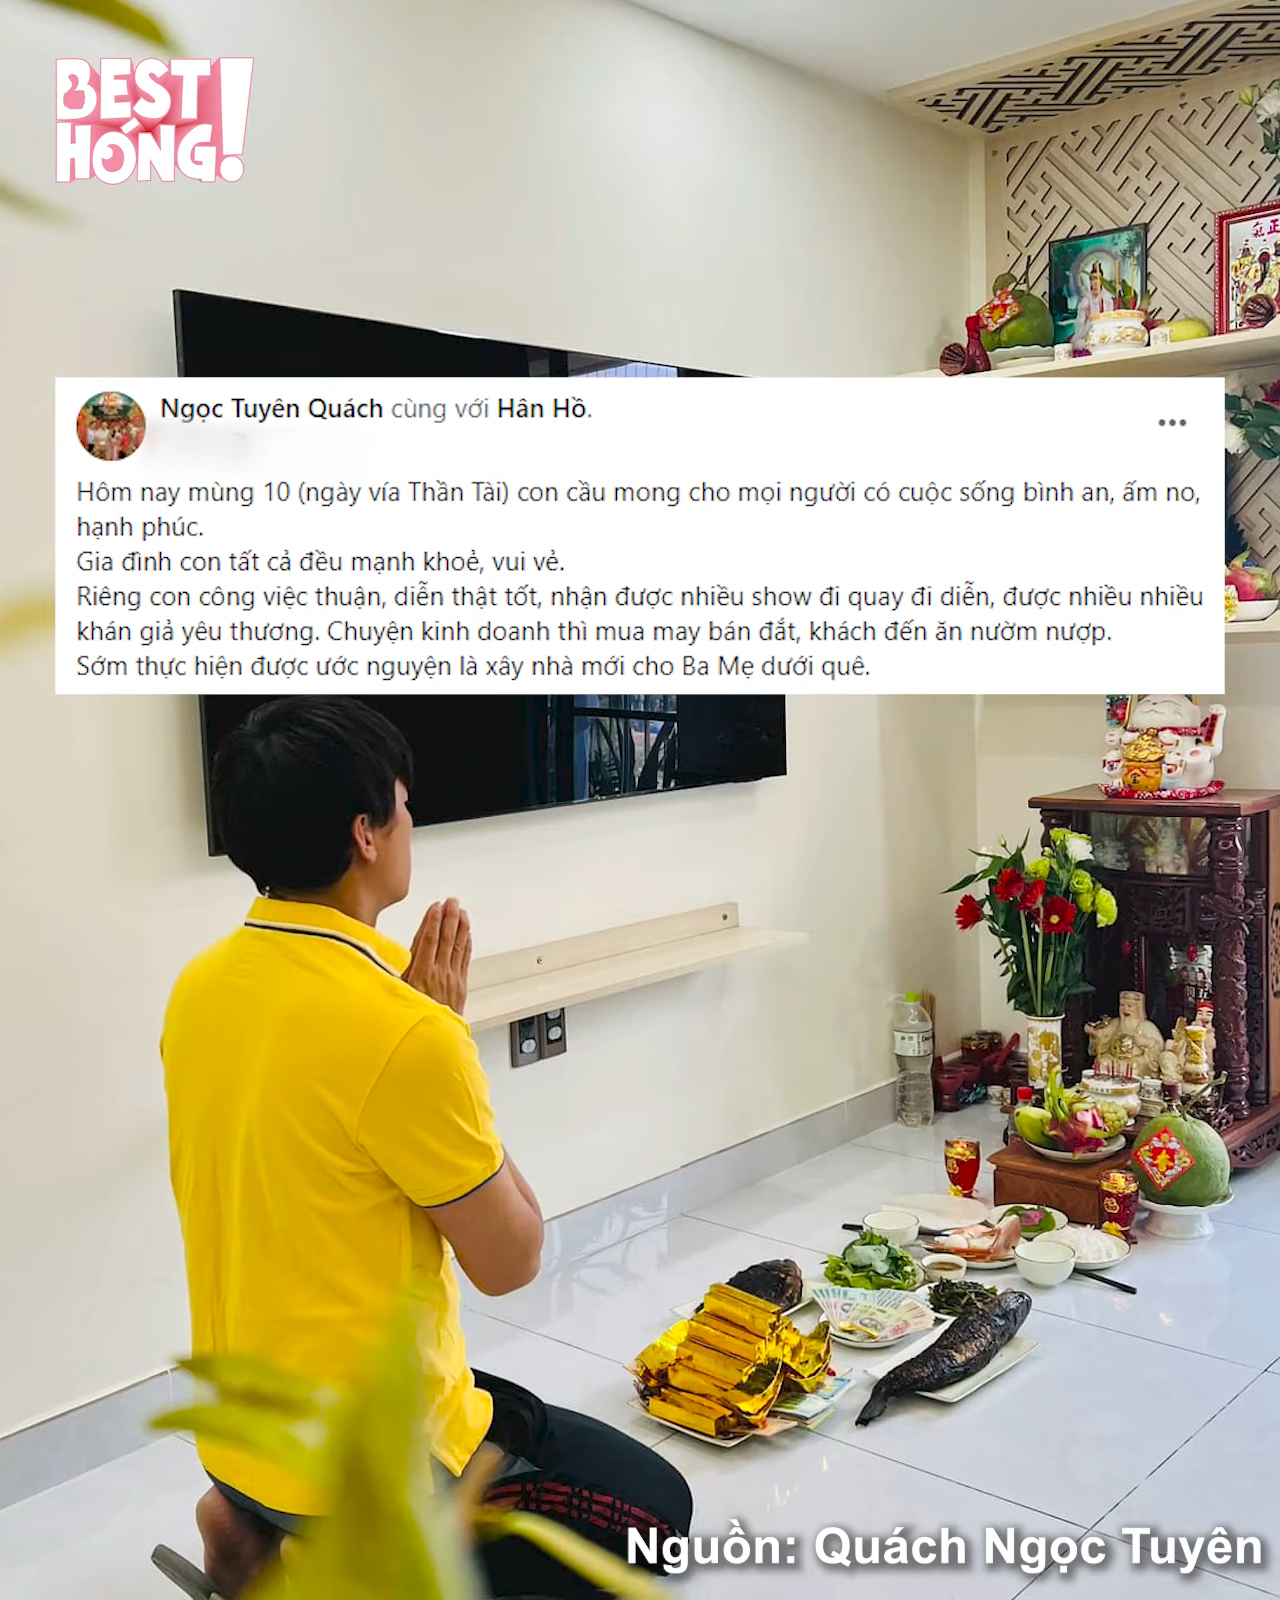 BEST
HÓNG!
Ngọc Tuyên Quách cùng với Hân Hồ.
Hôm nay mùng 10 (ngày vía Thần Tài) con cầu mong cho mọi người có cuộc sống bình an, ấm no,
hạnh phúc.
Gia đình con tất cả đều mạnh khoẻ, vui vẻ.
Riêng con công việc thuận, diễn thật tốt, nhận được nhiều show đi quay đi diễn, được nhiều nhiều
khán giả yêu thương. Chuyện kinh doanh thì mua may bán đắt, khách đến ăn nườm nượp.
Sớm thực hiện được ước nguyện là xây nhà mới cho Ba Mẹ dưới quê.
Nguồn: Quách Ngọc Tuyên